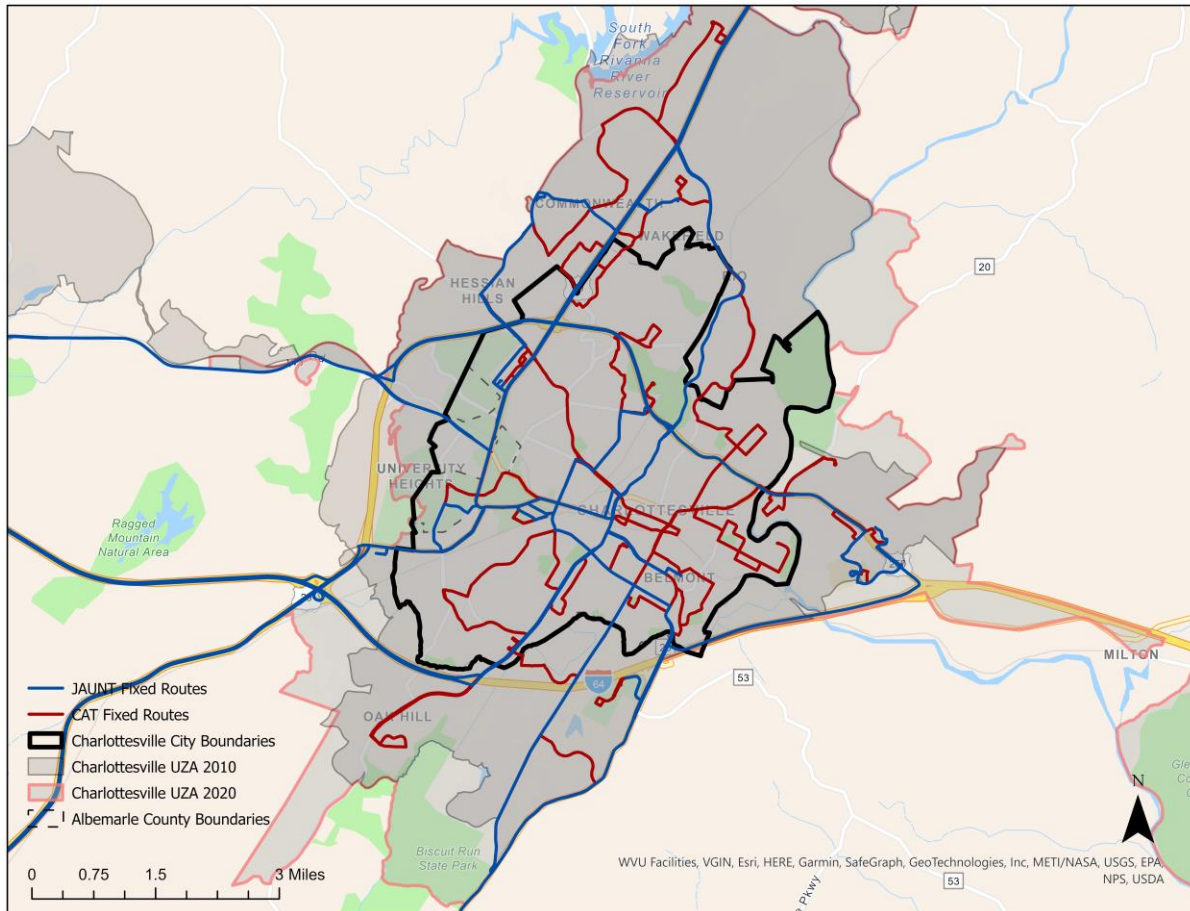 South
Fork
Rivanna
River
Reservoir
COMMONWEALTH
WAKEFIELD
RIO
20
HESSIAN
HILLS
UNIVERSITY
HEIGHTS
CHARLOTTESVILLE
Ragged
Mountain
Natural Area
BELMONT
250
MILTON
53
64
OAK HILL
JAUNT Fixed Routes
CAT Fixed Routes
Charlottesville City Boundaries
Charlottesville UZA 2010
Charlottesville UZA 2020
Albemarle County Boundaries
Biscuit Run
State Park
N
0 0.75 1.5 3 Miles
WVU Facilities, VGIN, Esri, HERE, Garmin, SafeGraph, GeoTechnologies, Inc, METI/NASA, USGS, EPA,
NPS, USDA
53
Pkwy